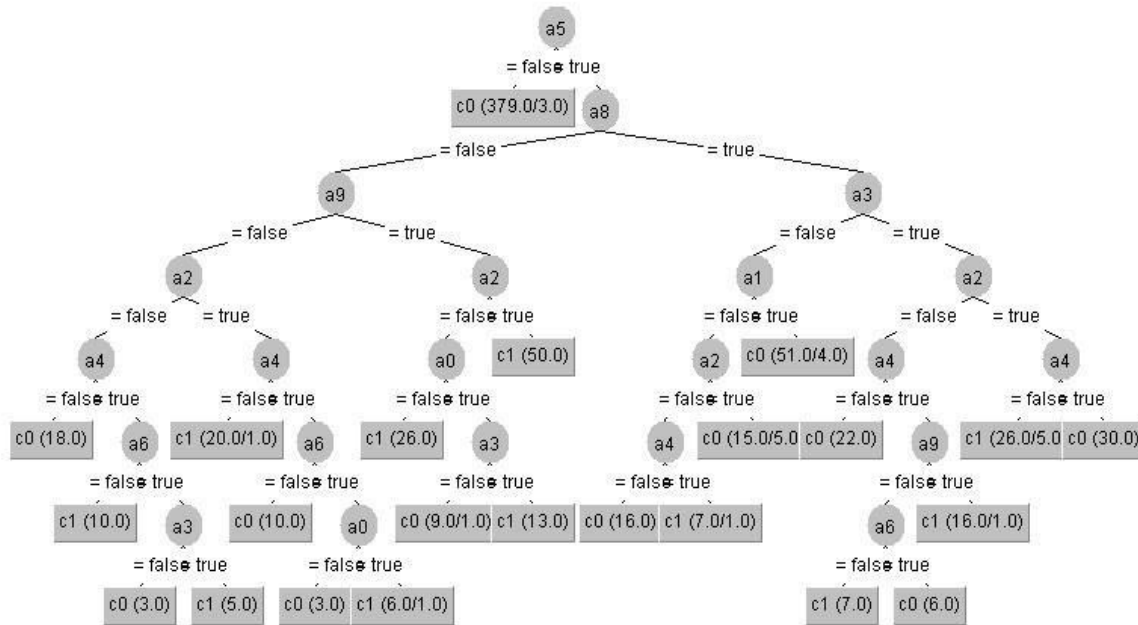 a5
= false = true
c0 (379.0/3.0) a8
= false = true
a9 a3
= false = true = false = true
a2 a2 a1 a2
= false = true = false = true = false = true = false = true
a4 a4 a0 c1 (50.0) a2 c0 (51.0/4.0) a4 a4
= false = true = false = true = false = true = false = true = false = true = false = true
c0 (18.0) a6 c1 (20.0/1.0) a6 c1 (26.0) a3 a4 c0 (15.0/5.0 c0 (22.0) a9 c1 (26.0/5.0 c0 (30.0)
= false = true = false = true = false = true = false = true = false = true
c1 (10.0) a3 c0 (10.0) a0 c0 (9.0/1.0) c1 (13.0) c0 (16.0) c1 (7.0/1.0) a6 c1 (16.0/1.0)
= false = true = false = true = false = true
c0 (3.0) c1 (5.0) c0 (3.0) c1 (6.0/1.0) c1 (7.0) c0 (6.0)